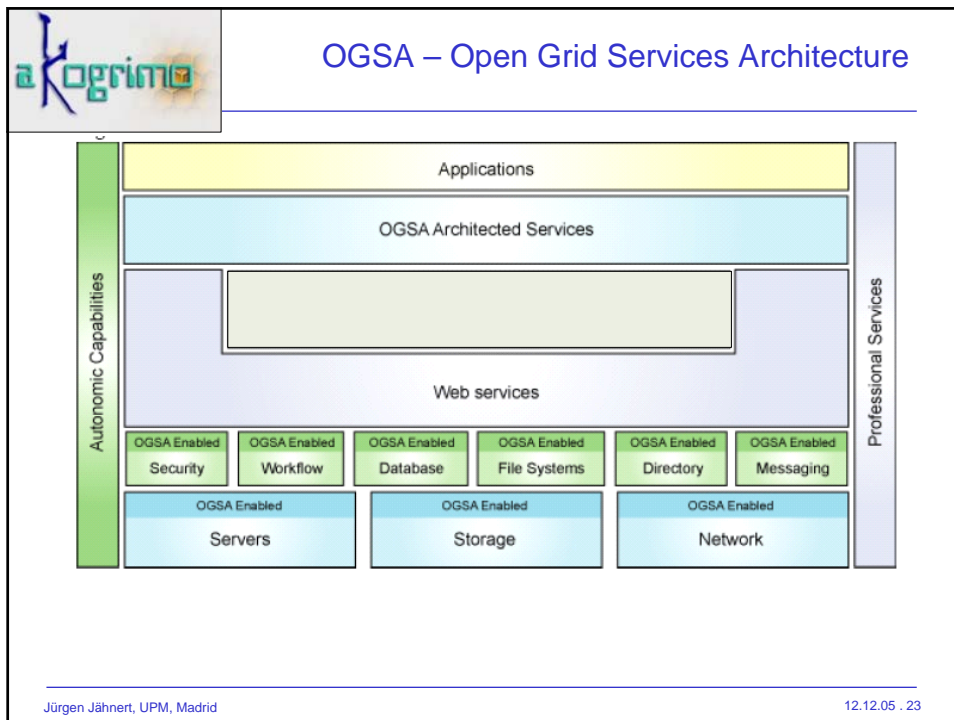 akogrimo
OGSA – Open Grid Services Architecture
Applications
OGSA Architected Services
Autonomic Capabilities
Web services
Professional Services
OGSA Enabled OGSA Enabled OGSA Enabled OGSA Enabled OGSA Enabled OGSA Enabled
Security Workflow Database File Systems Directory Messaging
OGSA Enabled OGSA Enabled OGSA Enabled
Servers Storage Network
Jürgen Jähnert, UPM, Madrid 12.12.05 . 23